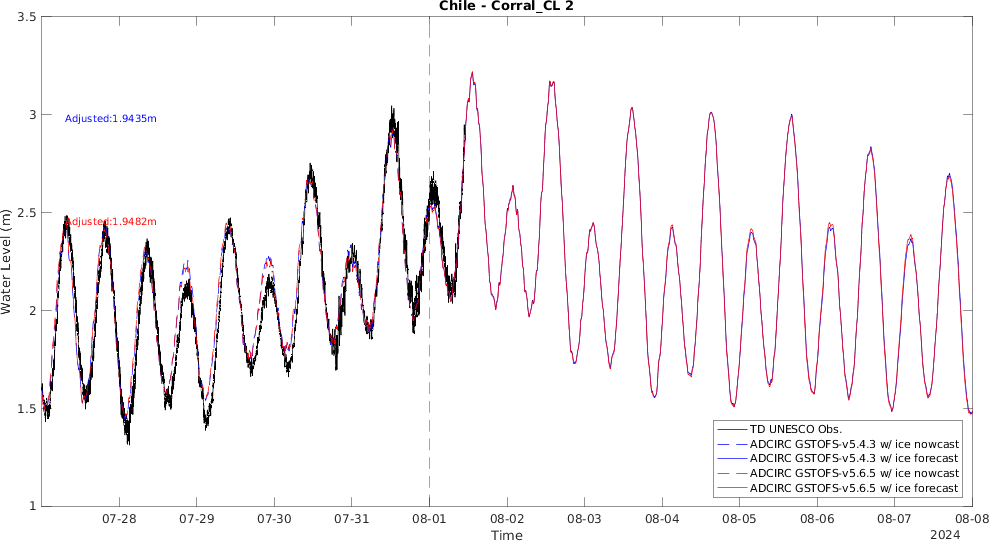 Chile - Corral_CL 2
3.5
3
2.5
2
1.5
1
Water Level (m)
Adjusted:1.9435m
Adjusted:1.9482m
TD UNESCO Obs.
ADCIRC GSTOFS-v5.4.3 w/ ice nowcast
ADCIRC GSTOFS-v5.4.3 w/ ice forecast
ADCIRC GSTOFS-v5.6.5 w/ ice nowcast
ADCIRC GSTOFS-v5.6.5 w/ ice forecast
07-28 07-29 07-30 07-31 08-01 08-02 08-03 08-04 08-05 08-06 08-07 08-08
Time
2024